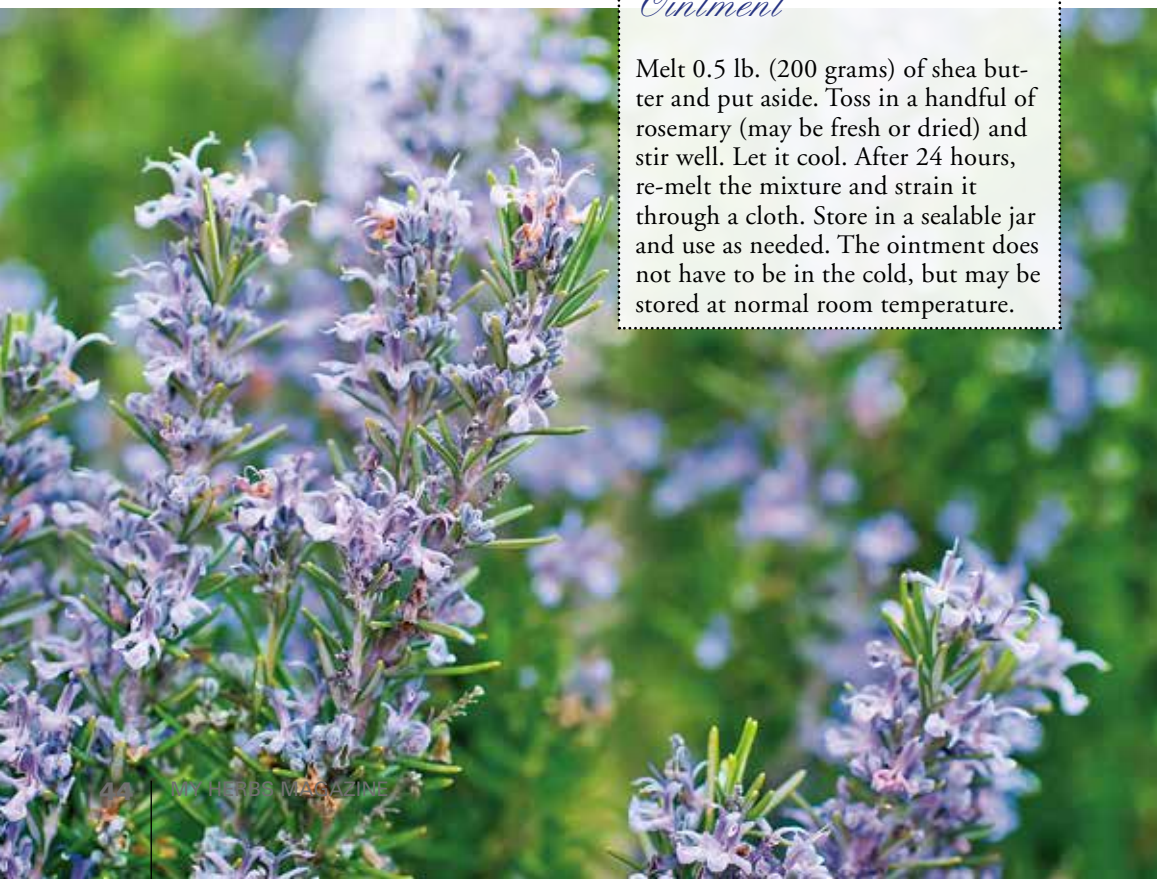 Ointment
Melt 0.5 lb. (200 grams) of shea but-
ter and put aside. Toss in a handful of
rosemary (may be fresh or dried) and
stir well. Let it cool. After 24 hours,
re-melt the mixture and strain it
through a cloth. Store in a sealable jar
and use as needed. The ointment does
not have to be in the cold, but may be
stored at normal room temperature.
44 MY HERBS MAGAZINE